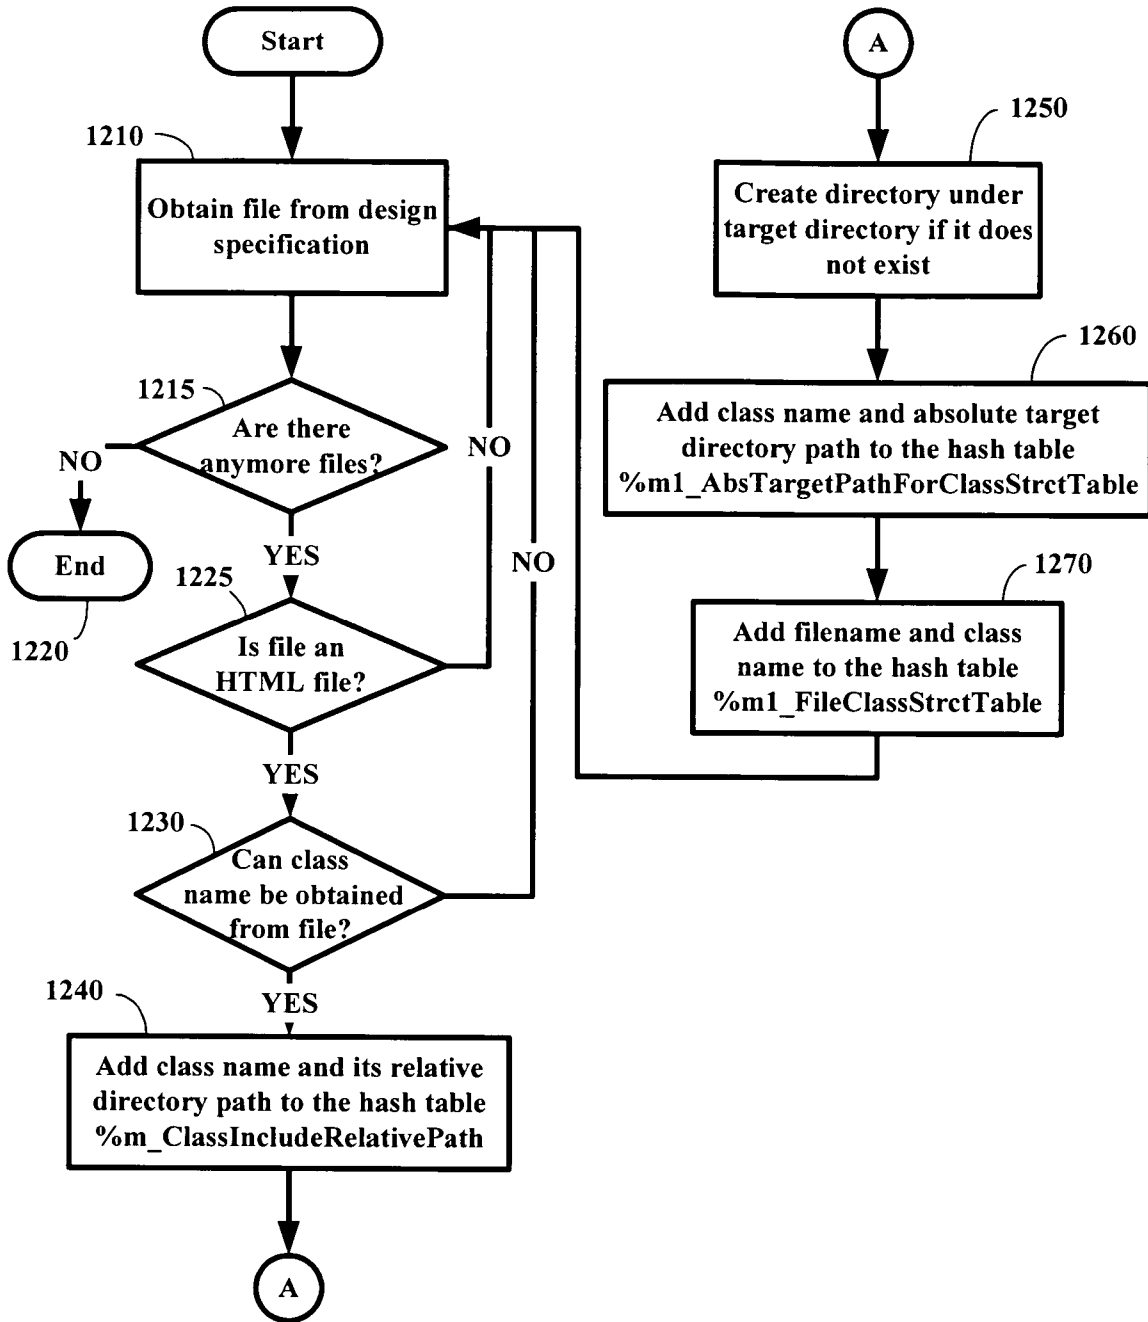 Start
1210
Obtain file from design
specification
1215
Are there
anymore files?
NO
End
1220
YES
1225
Is file an
HTML file?
NO
YES
1230
Can class
name be obtained
from file?
NO
YES
1240
Add class name and its relative
directory path to the hash table
%m_ClassIncludeRelativePath
A
A
1250
Create directory under
target directory if it does
not exist
1260
Add class name and absolute target
directory path to the hash table
%m1_AbsTargetPathForClassStrctTable
1270
Add filename and class
name to the hash table
%m1_FileClassStrctTable